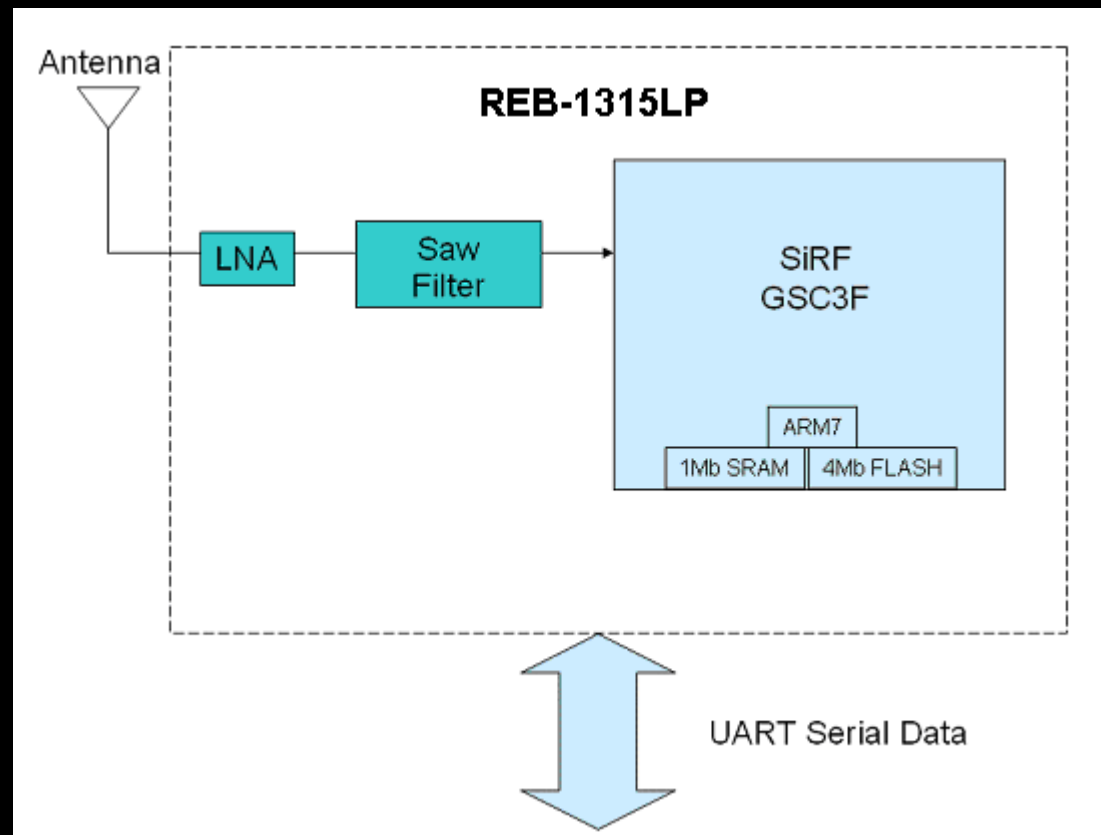 Antenna
REB-1315LP
LNA
Saw
Filter
SiRF
GSC3F
ARM7
1Mb SRAM
4Mb FLASH
UART Serial Data